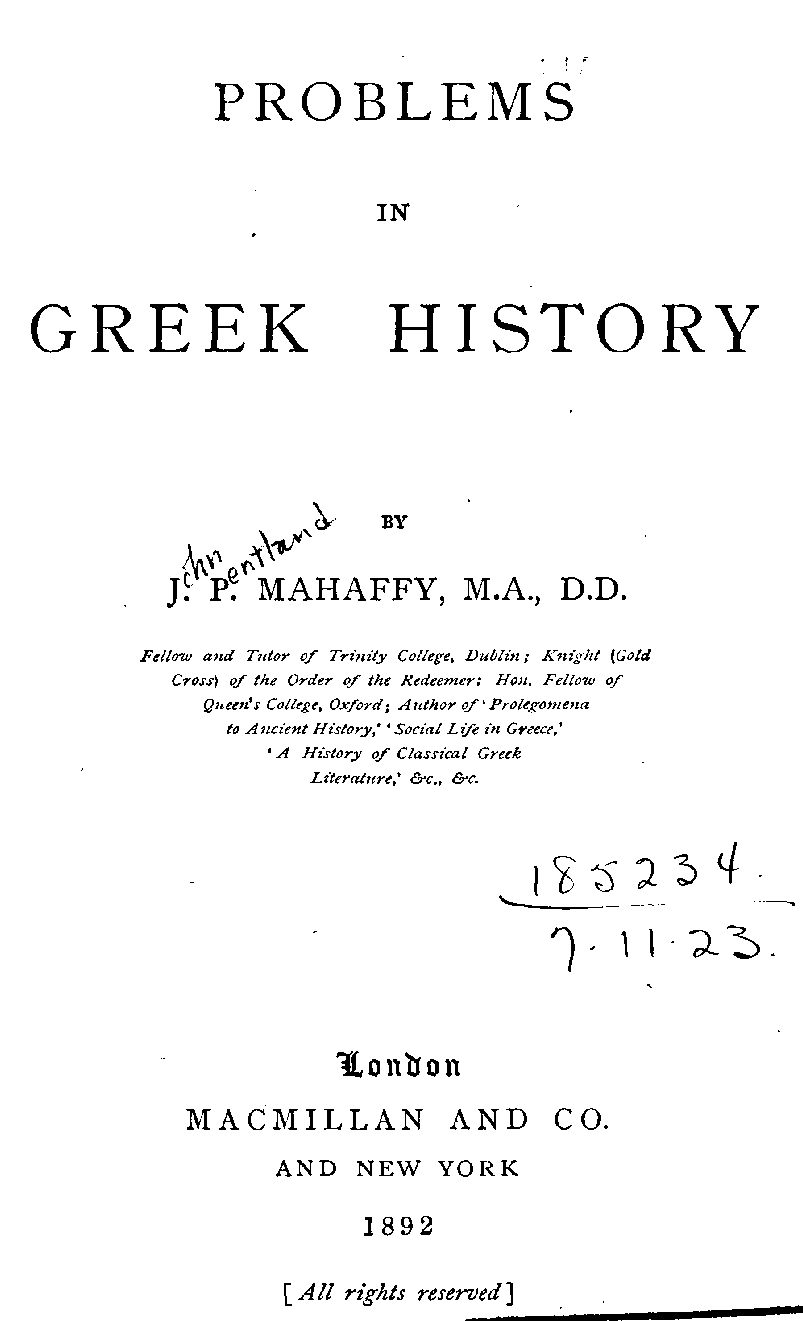 PROBLEMS
IN
GREEK HISTORY
BY
John Pentland
J. P. MAHAFFY, M.A., D.D.
Fellow and Tutor of Trinity College, Dublin; Knight (Gold
Cross) of the Order of the Redeemer; Hon. Fellow of
Queen's College, Oxford; Author of 'Prolegomena
to Ancient History,' 'Social Life in Greece,'
'A History of Classical Greek
Literature,' &c., &c.
185234.
7.11.23.
London
MACMILLAN AND CO.
AND NEW YORK
1892
[All rights reserved]